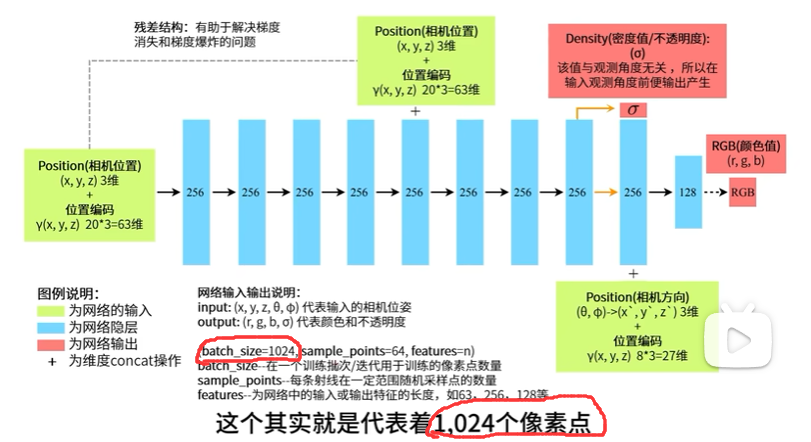 残差结构：有助于解决梯度
消失和梯度爆炸的问题
Position(相机位置)
(x, y, z) 3维
+
位置编码
γ(x, y, z) 20*3=63维
+
Density(密度值/不透明度):
(σ)
该值与观测角度无关，所以在
输入观测角度前便输出产生
σ
RGB(颜色值)
(r, g, b)
Position(相机位置)
(x, y, z) 3维
+
位置编码
γ(x, y, z) 20*3=63维
256 256 256 256 256 256 256 256 256 128 RGB
+
Position(相机方向)
(θ, φ)->(x`, y`, z`) 3维
+
位置编码
γ(x, y, z) 8*3=27维
图例说明：
为网络的输入
为网络隐层
为网络输出
+ 为维度concat操作
网络输入输出说明：
input: (x, y, z, θ, φ) 代表输入的相机位姿
output: (r, g, b, σ) 代表颜色和不透明度
(batch_size=1024, sample_points=64, features=n)
batch_size--在一个训练批次/迭代用于训练的像素点数量
sample_points--每条射线在一定范围随机采样点的数量
features--为网络中的输入或输出特征的长度，如63，256，128等
这个其实就是代表着1,024个像素点